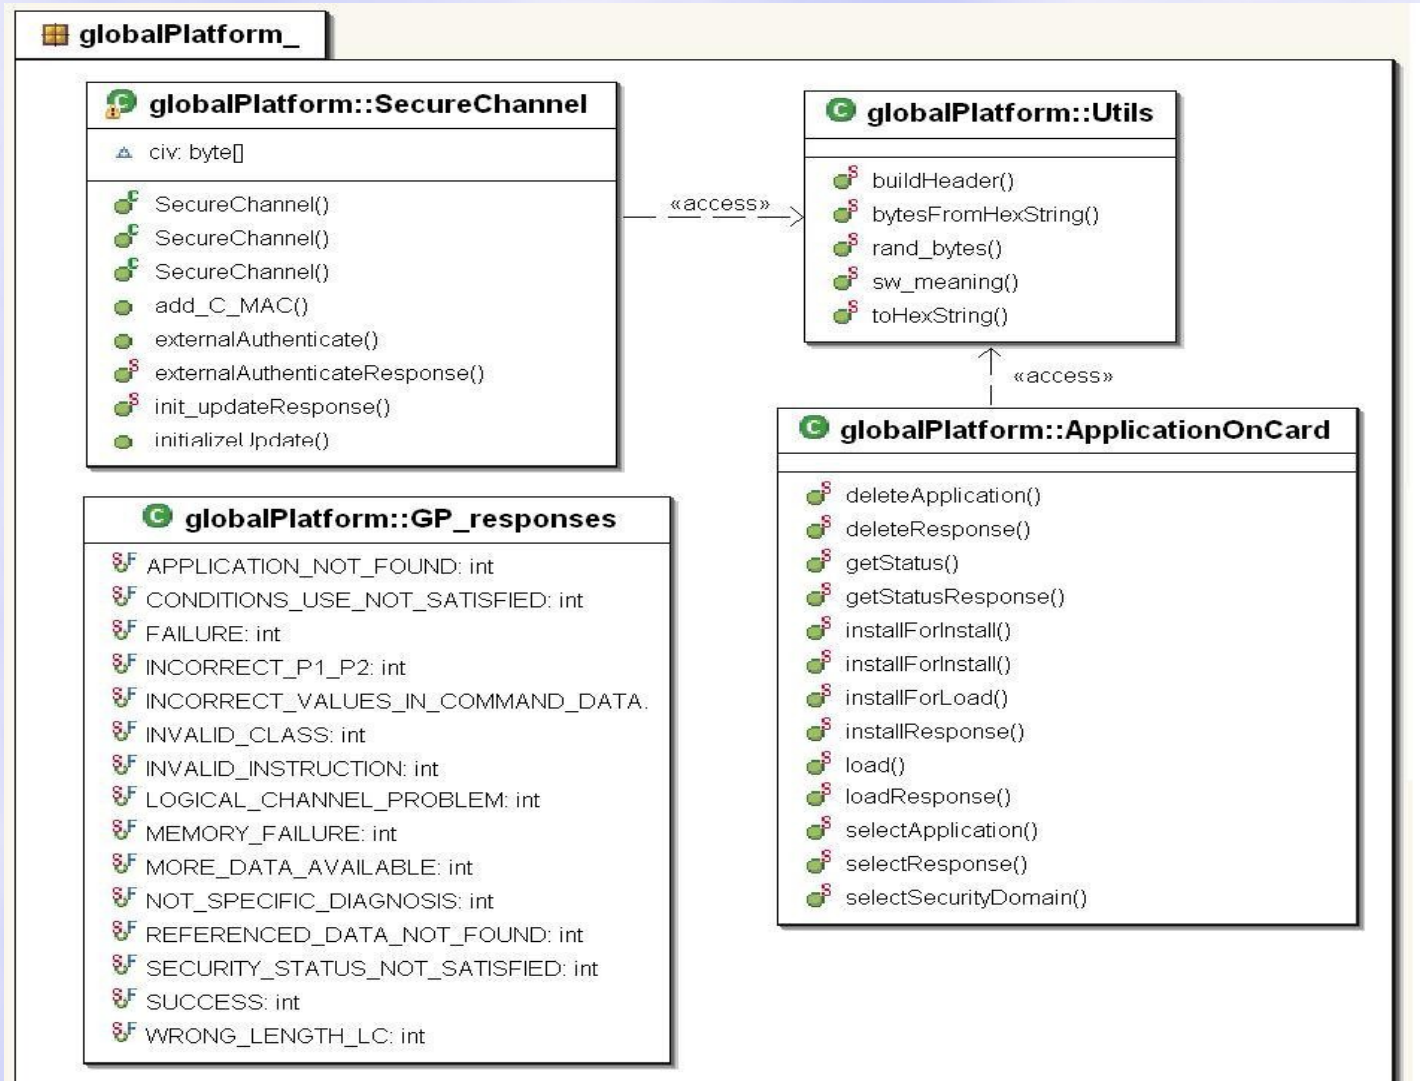 globalPlatform_
globalPlatform::SecureChannel
civ: byte[]
SecureChannel()
SecureChannel()
SecureChannel()
add_C_MAC()
externalAuthenticate()
externalAuthenticateResponse()
init_updateResponse()
initializeUpdate()
«access»
globalPlatform::Utils
buildHeader()
bytesFromHexString()
rand_bytes()
sw_meaning()
toHexString()
«access»
globalPlatform::GP_responses
APPLICATION_NOT_FOUND: int
CONDITIONS_USE_NOT_SATISFIED: int
FAILURE: int
INCORRECT_P1_P2: int
INCORRECT_VALUES_IN_COMMAND_DATA.
INVALID_CLASS: int
INVALID_INSTRUCTION: int
LOGICAL_CHANNEL_PROBLEM: int
MEMORY_FAILURE: int
MORE_DATA_AVAILABLE: int
NOT_SPECIFIC_DIAGNOSIS: int
REFERENCED_DATA_NOT_FOUND: int
SECURITY_STATUS_NOT_SATISFIED: int
SUCCESS: int
WRONG_LENGTH_LC: int
globalPlatform::ApplicationOnCard
deleteApplication()
deleteResponse()
getStatus()
getStatusResponse()
installForInstall()
installForInstall()
installForLoad()
installResponse()
load()
loadResponse()
selectApplication()
selectResponse()
selectSecurityDomain()